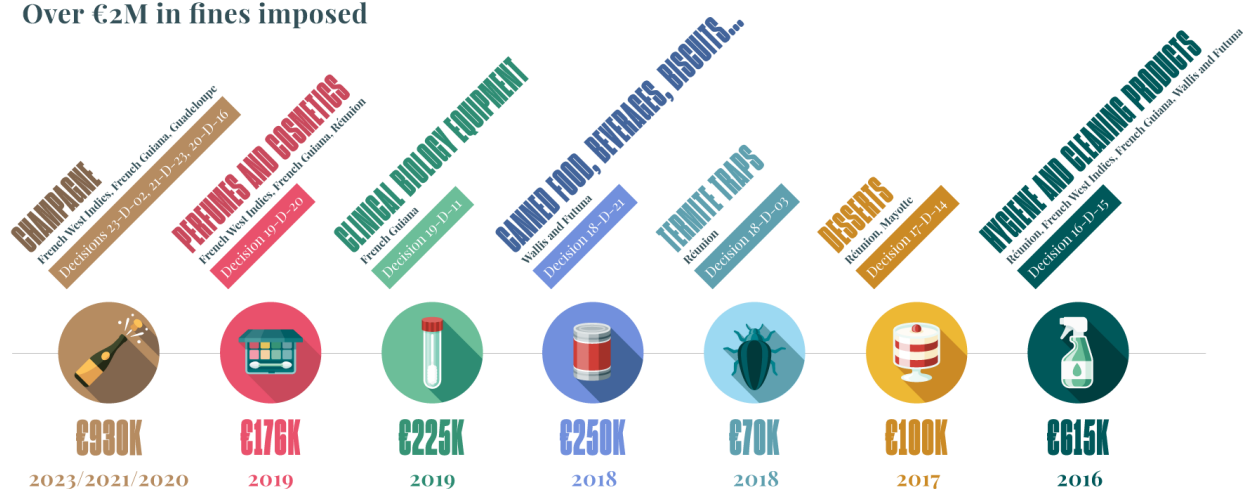 Over €2M in fines imposed
CHAMPAGNE
French West Indies, French Guiana, Guadeloupe
Decisions 23-D-02, 21-D-23, 20-D-16
€930K
2023/2021/2020
PERFUMES AND COSMETICS
French West Indies, French Guiana, Réunion
Decision 19-D-20
€176K
2019
CLINICAL BIOLOGY EQUIPMENT
French Guiana
Decision 19-D-11
€225K
2019
CANNED FOOD, BEVERAGES, BISCUITS...
Wallis and Futuna
Decision 18-D-21
€250K
2018
TERMITE TRAPS
Réunion
Decision 18-D-03
€70K
2018
DESSERTS
Réunion, Mayotte
Decision 17-D-14
€100K
2017
HYGIENE AND CLEANING PRODUCTS
Réunion, French West Indies, French Guiana, Wallis and Futuna
Decision 16-D-15
€615K
2016